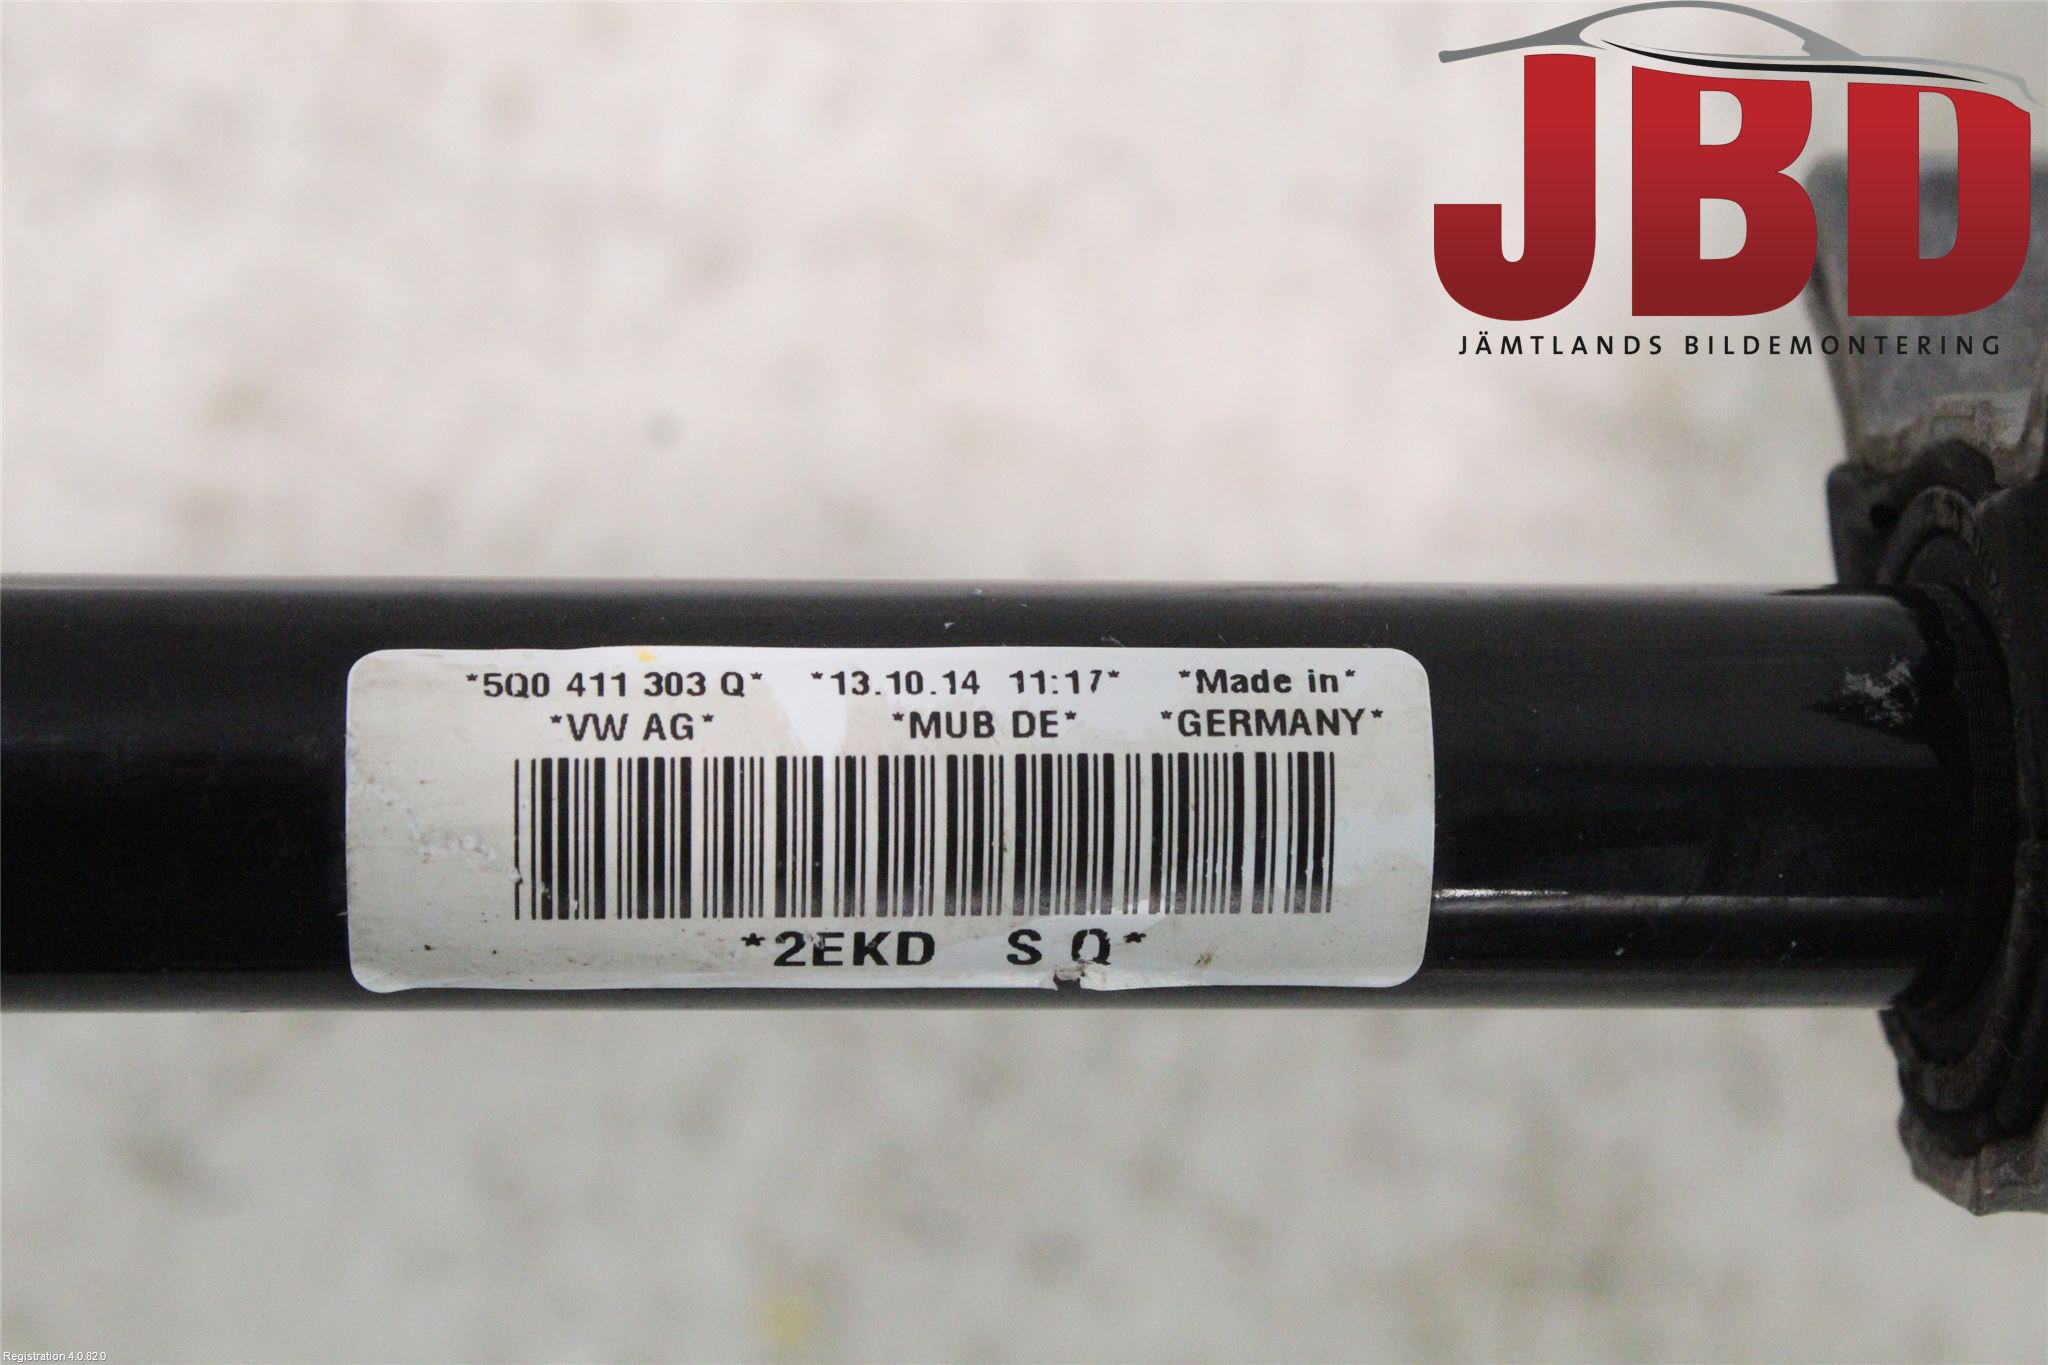 JBD
JÄMTLANDS BILDEMONTERING
*5Q0 411 303 Q* *13.10.14 11:17* *Made in*
*VW AG* *MUB DE* *GERMANY*
*2EKD S Q*
Registration 4.0.82.0